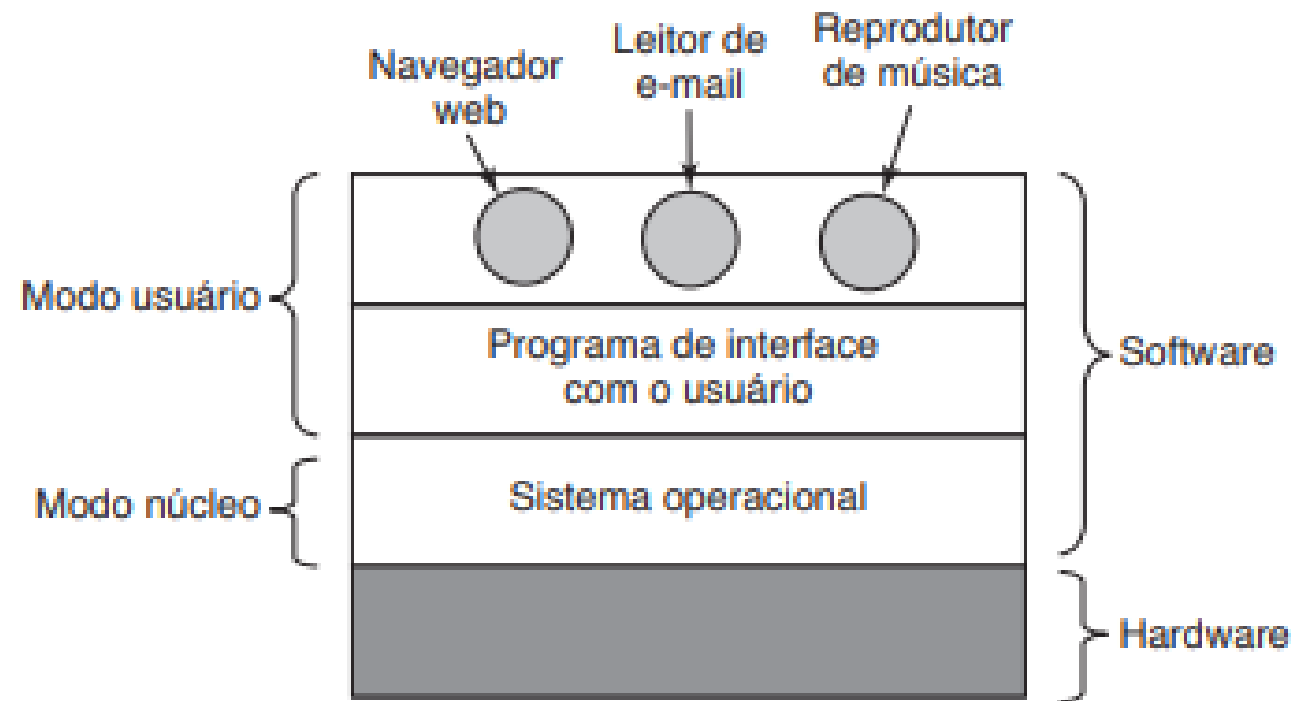 Navegador
web
Leitor de
e-mail
Reprodutor
de música
Modo usuário
Programa de interface
com o usuário
Software
Modo núcleo
Sistema operacional
Hardware